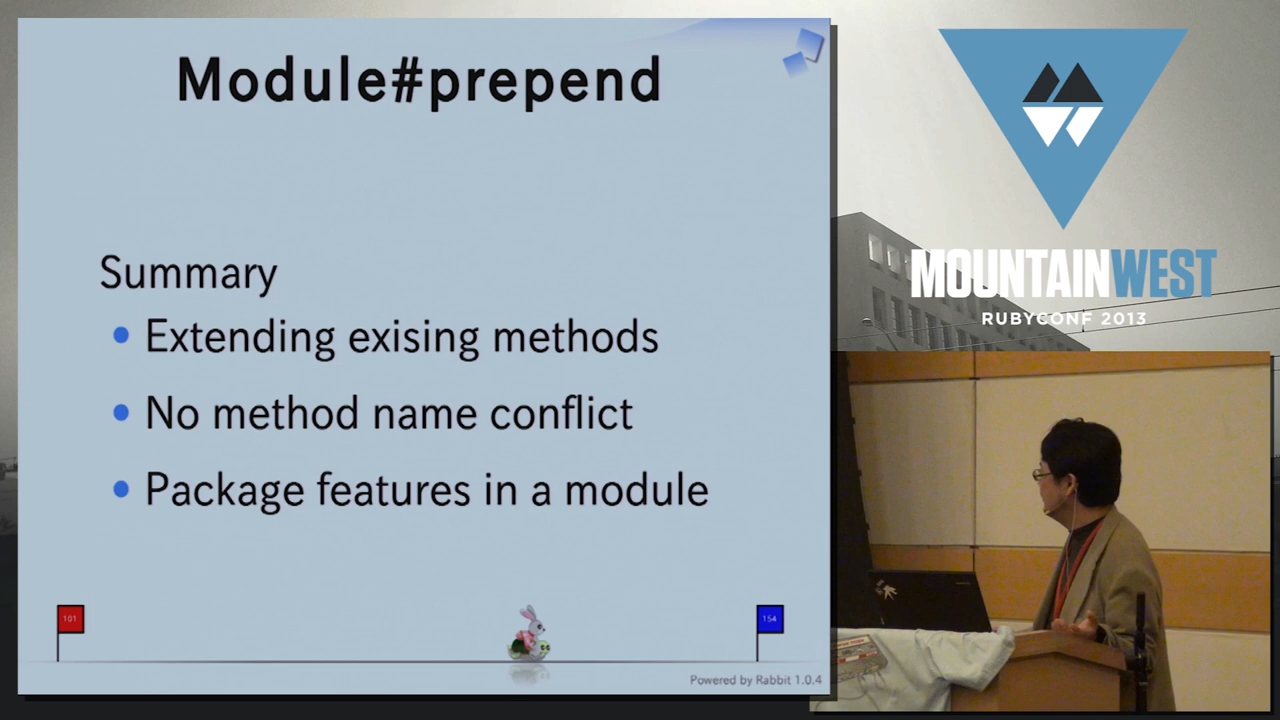 Module#prepend
Summary
• Extending exising methods
• No method name conflict
• Package features in a module
101
154
Powered by Rabbit 1.0.4
MOUNTAINWEST
RUBYCONF 2013